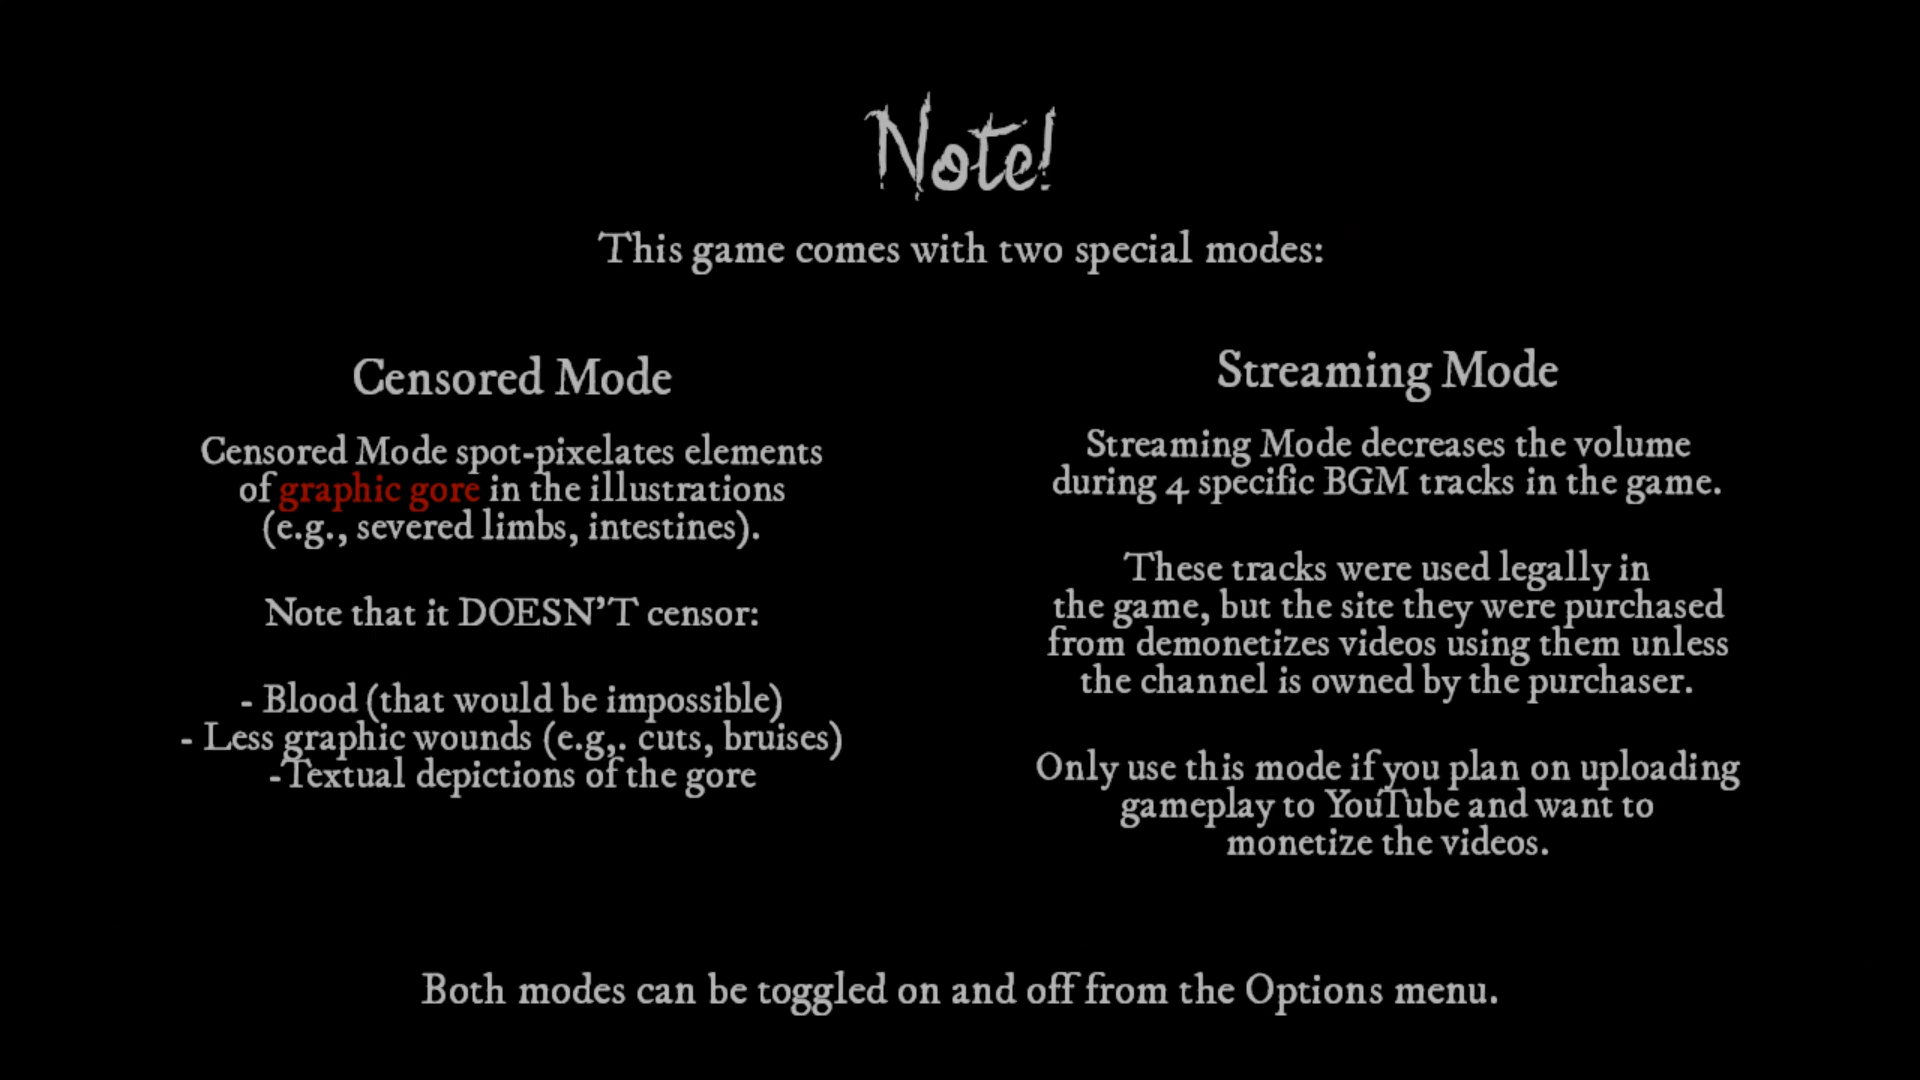 Note!
This game comes with two special modes:
Censored Mode
Censored Mode spot-pixelates elements
of graphic gore in the illustrations
(e.g., severed limbs, intestines).
Note that it DOESN'T censor:
- Blood (that would be impossible)
- Less graphic wounds (e.g,. cuts, bruises)
-Textual depictions of the gore
Streaming Mode
Streaming Mode decreases the volume
during 4 specific BGM tracks in the game.
These tracks were used legally in
the game, but the site they were purchased
from demonetizes videos using them unless
the channel is owned by the purchaser.
Only use this mode if you plan on uploading
gameplay to YouTube and want to
monetize the videos.
Both modes can be toggled on and off from the Options menu.